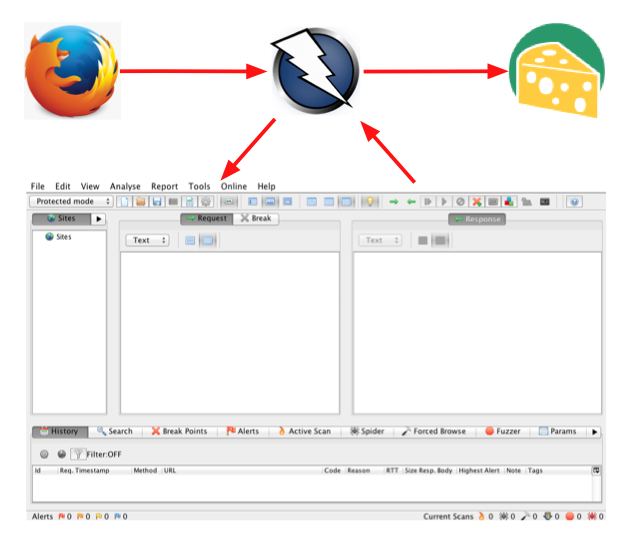 File Edit View Analyse Report Tools Online Help
Protected mode
Sites Request Break Response
Sites Text Text
History Search Break Points Alerts Active Scan Spider Forced Browse Fuzzer Params
Filter:OFF
Id Req. Timestamp Method URL Code Reason RTT Size Resp. Body Highest Alert Note Tags
Alerts 0 0 0 0 Current Scans 0 0 0 0 0 0